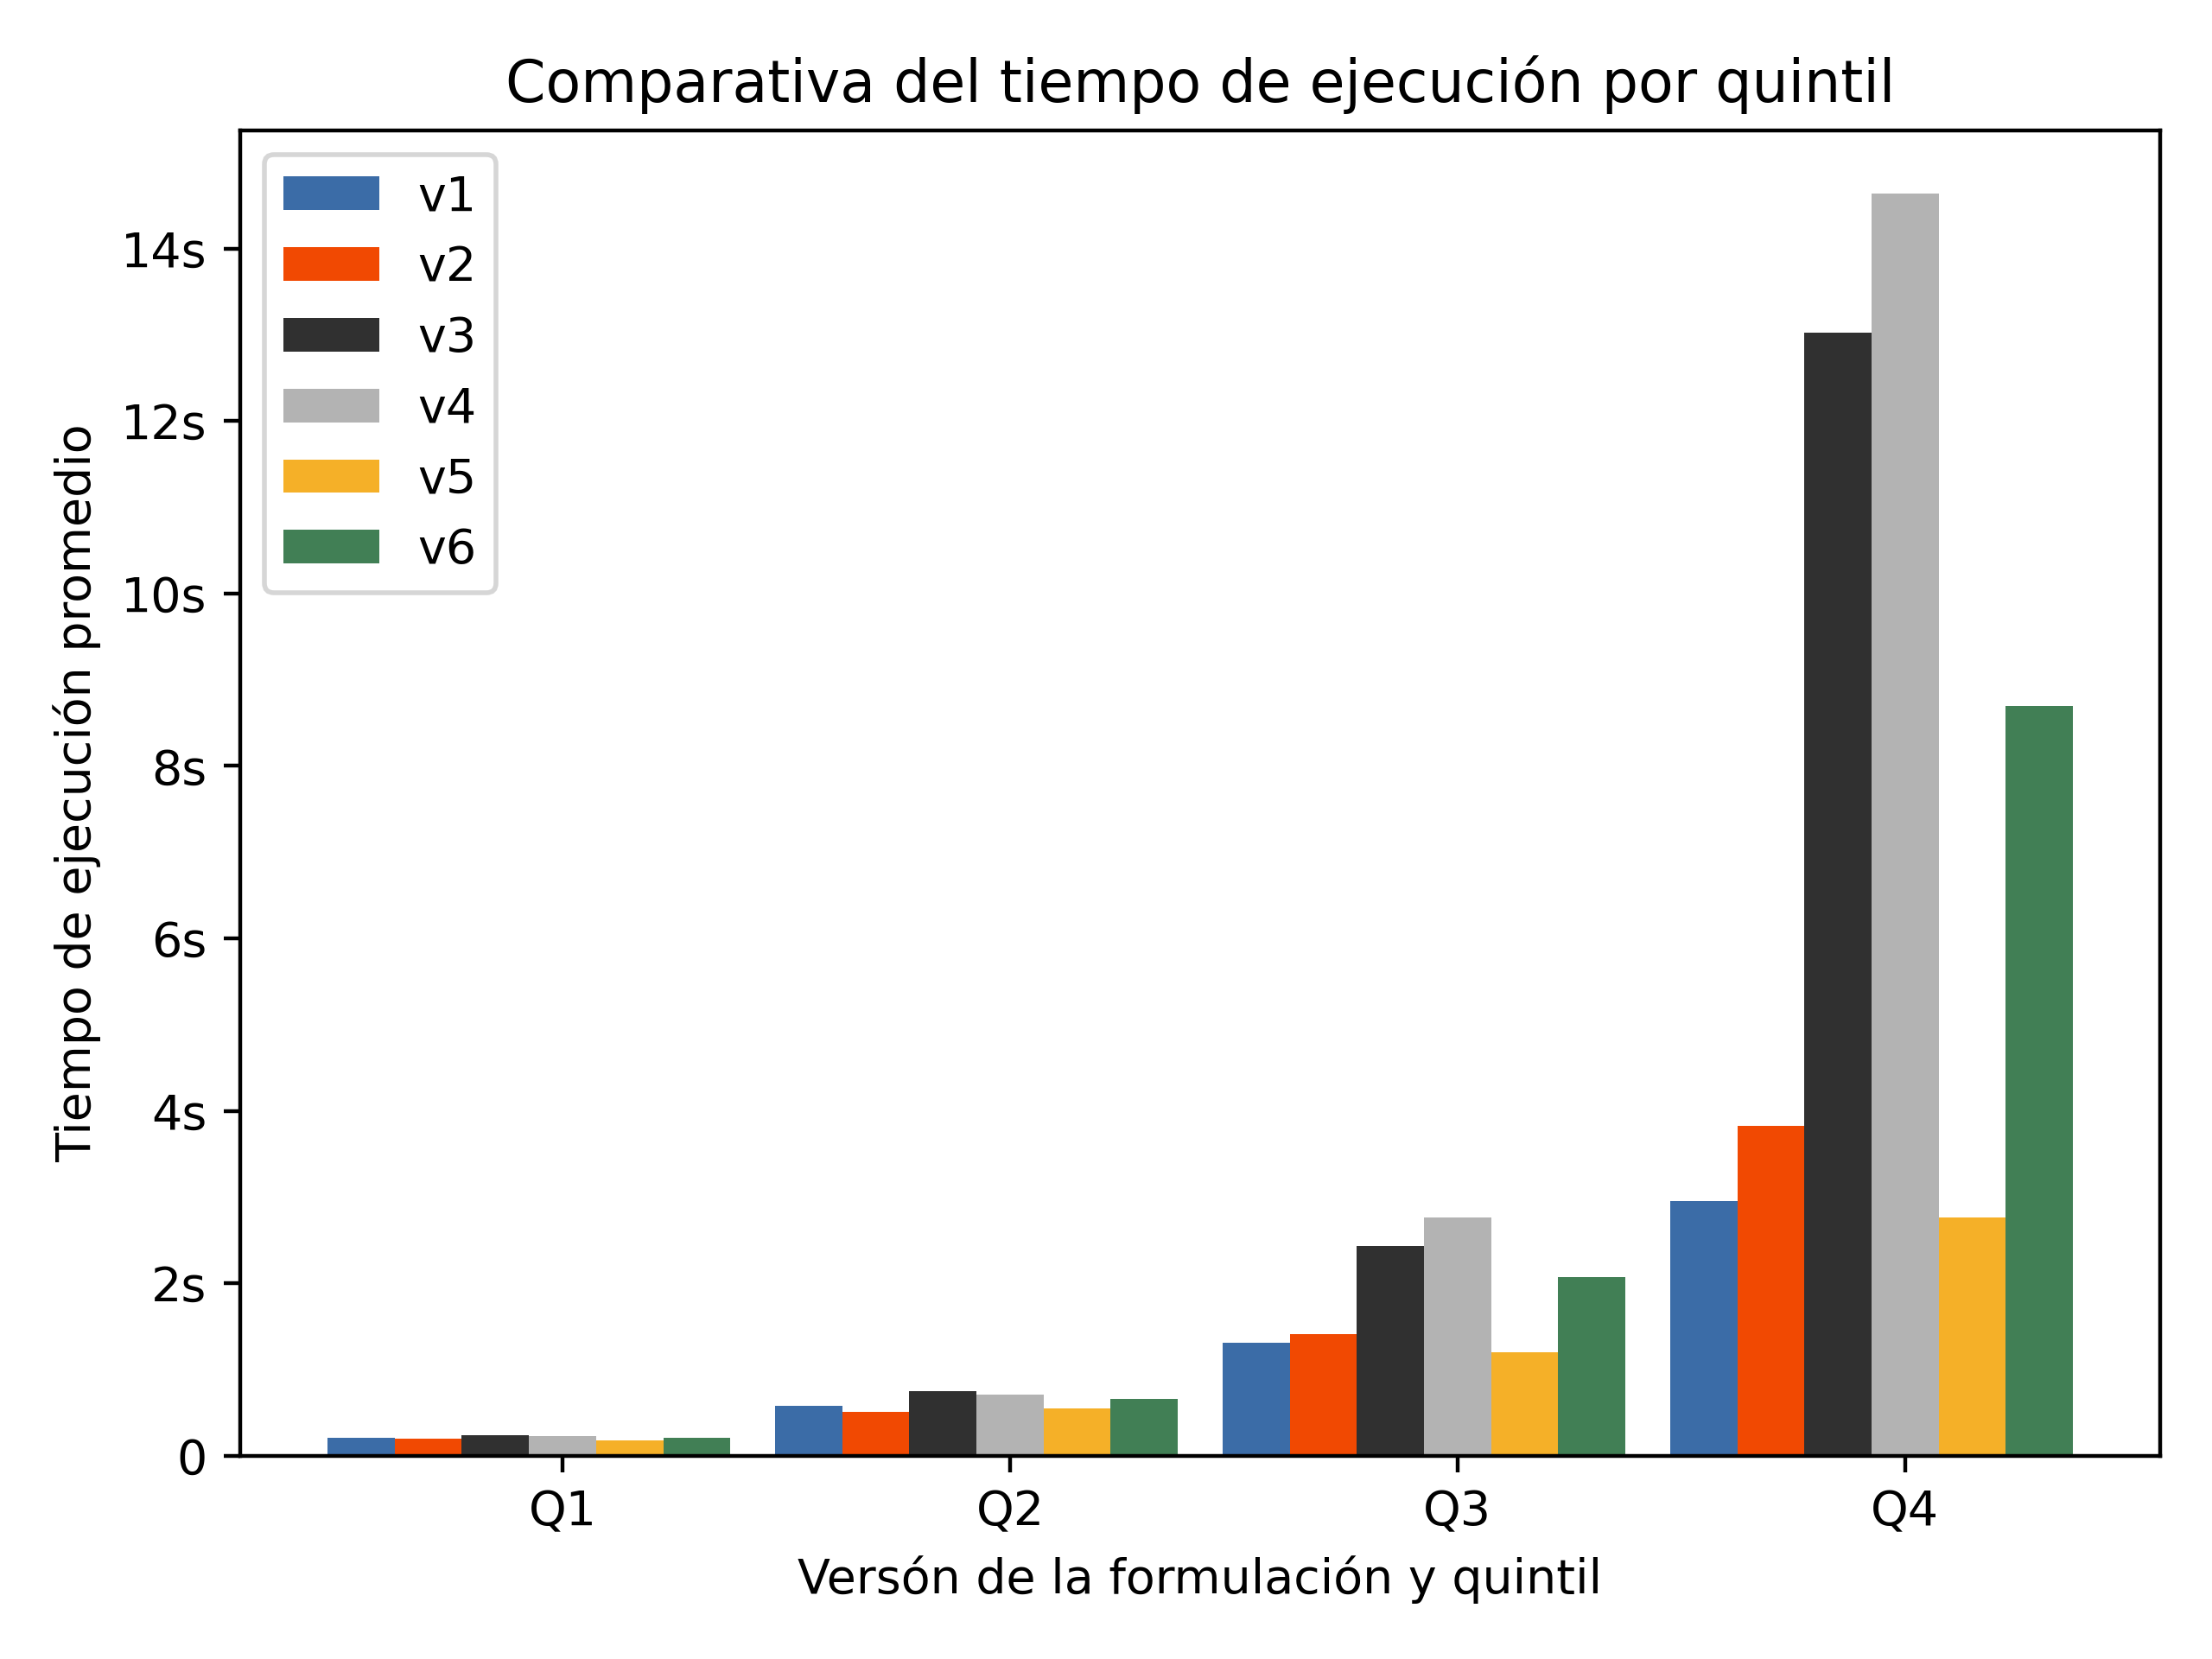 Comparativa del tiempo de ejecución por quintil
v1
v2
v3
v4
v5
v6
Tiempo de ejecución promedio
14s
12s
10s
8s
6s
4s
2s
0
Q1 Q2 Q3 Q4
Versón de la formulación y quintil